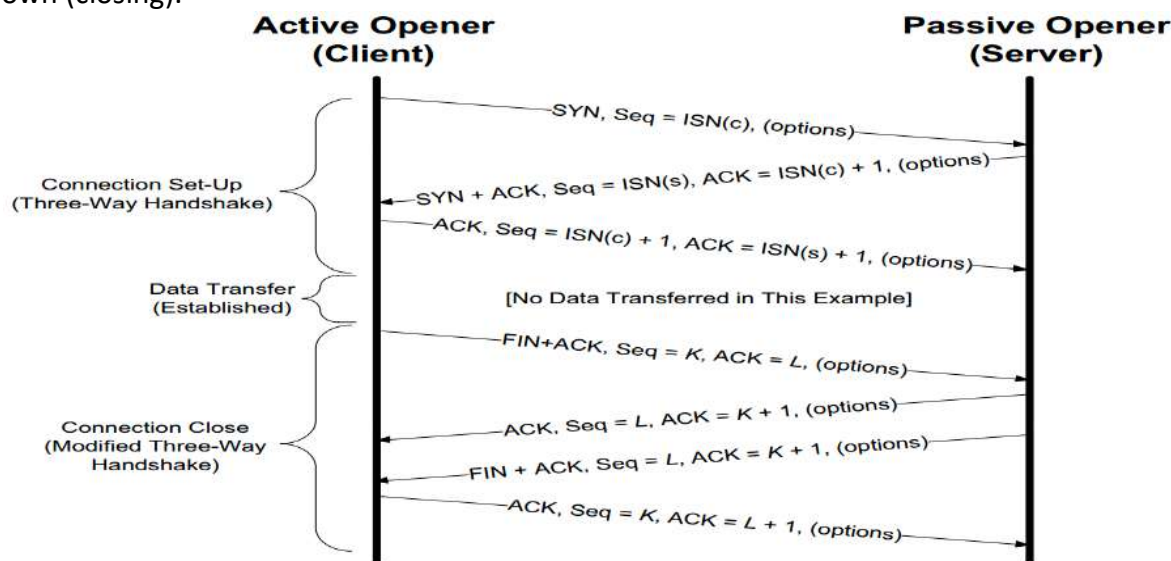 own (closing).
Active Opener
(Client)
Passive Opener
(Server)
SYN, Seq = ISN(c), (options)
SYN + ACK, Seq = ISN(s), ACK = ISN(c) + 1, (options)
Connection Set-Up
(Three-Way Handshake)
ACK, Seq = ISN(c) + 1, ACK = ISN(s) + 1, (options)
Data Transfer
(Established)
[No Data Transferred in This Example]
FIN+ACK, Seq = K, ACK = L, (options)
ACK, Seq = L, ACK = K + 1, (options)
Connection Close
(Modified Three-Way
Handshake)
FIN + ACK, Seq = L, ACK = K + 1, (options)
ACK, Seq = K, ACK = L + 1, (options)